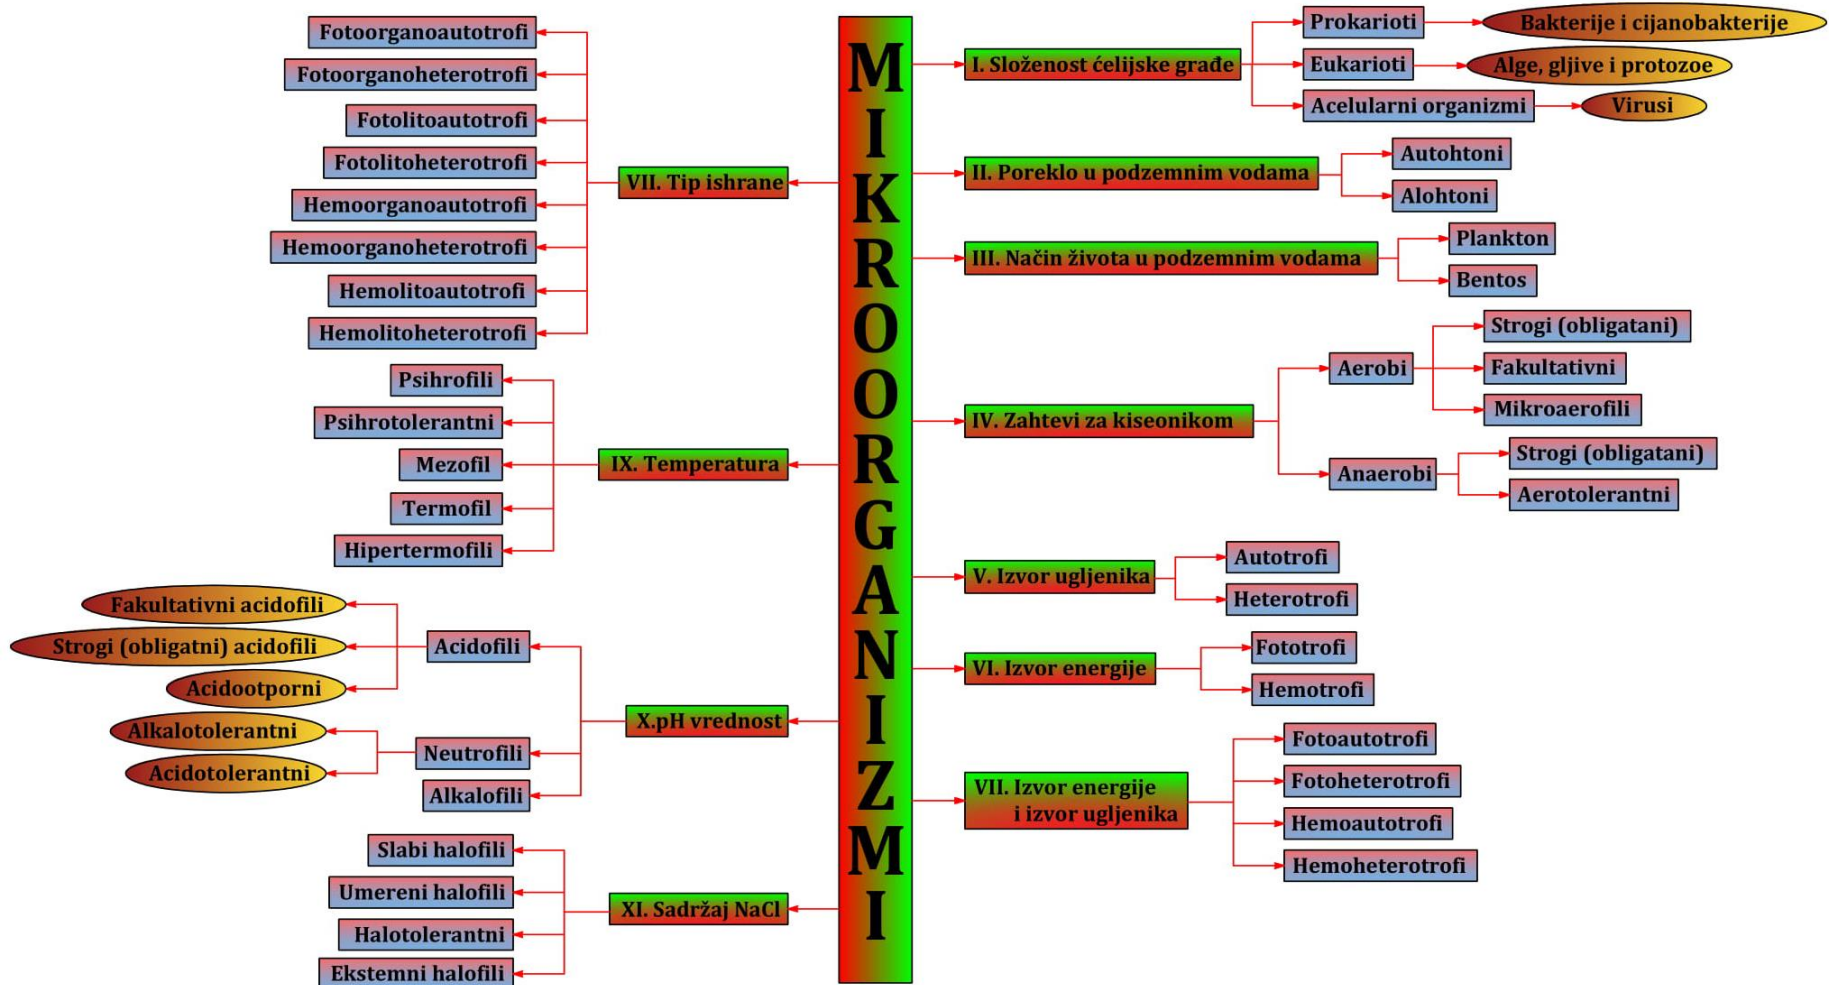 MIKROORGANIZMI
I. Složenost ćelijske građe
Prokarioti
Bakterije i cijanobakterije
Eukarioti
Alge, gljive i protozoe
Acelularni organizmi
Virusi
II. Poreklo u podzemnim vodama
Autohtoni
Alohtoni
III. Način života u podzemnim vodama
Plankton
Bentos
IV. Zahtevi za kiseonikom
Aerobi
Strogi (obligatani)
Fakultativni
Mikroaerofili
Anaerobi
Strogi (obligatani)
Aerotolerantni
V. Izvor ugljenika
Autotrofi
Heterotrofi
VI. Izvor energije
Fototrofi
Hemotrofi
VII. Izvor energije
i izvor ugljenika
Fotoautotrofi
Fotoheterotrofi
Hemoautotrofi
Hemoheterotrofi
VII. Tip ishrane
Fotoorganoautotrofi
Fotoorganoheterotrofi
Fotolitoautotrofi
Fotolitoheterotrofi
Hemoorganoautotrofi
Hemoorganoheterotrofi
Hemolitoautotrofi
Hemolitoheterotrofi
IX. Temperatura
Psihrofili
Psihrotolerantni
Mezofil
Termofil
Hipertermofili
X.pH vrednost
Acidofili
Fakultativni acidofili
Strogi (obligatni) acidofili
Acidootporni
Neutrofili
Alkalotolerantni
Acidotolerantni
Alkalofili
XI. Sadržaj NaCl
Slabi halofili
Umereni halofili
Halotolerantni
Ekstemni halofili